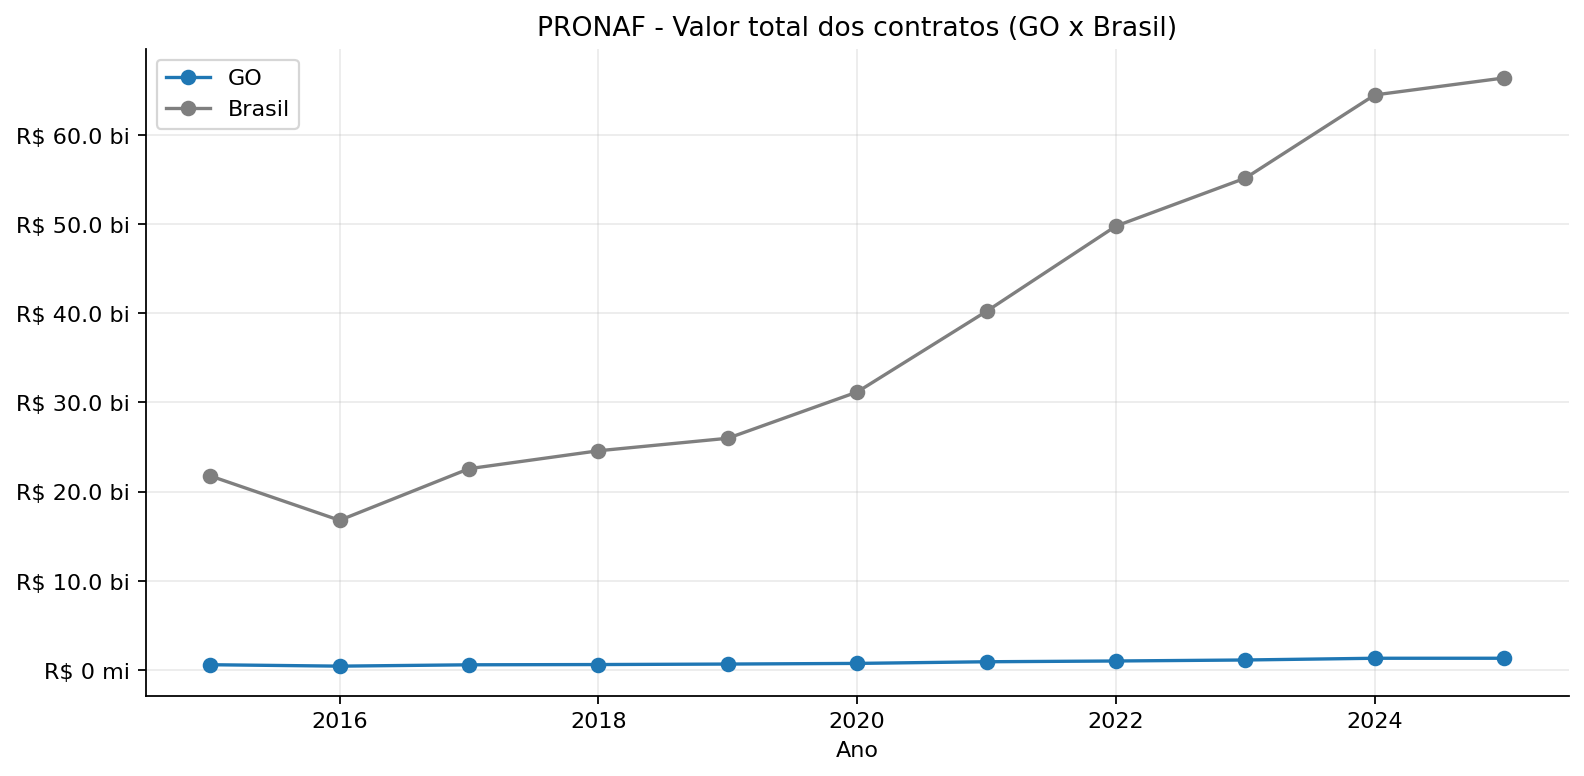 PRONAF - Valor total dos contratos (GO x Brasil)
GO
Brasil
R$ 60.0 bi
R$ 50.0 bi
R$ 40.0 bi
R$ 30.0 bi
R$ 20.0 bi
R$ 10.0 bi
R$ 0 mi
2016 2018 2020 2022 2024
Ano